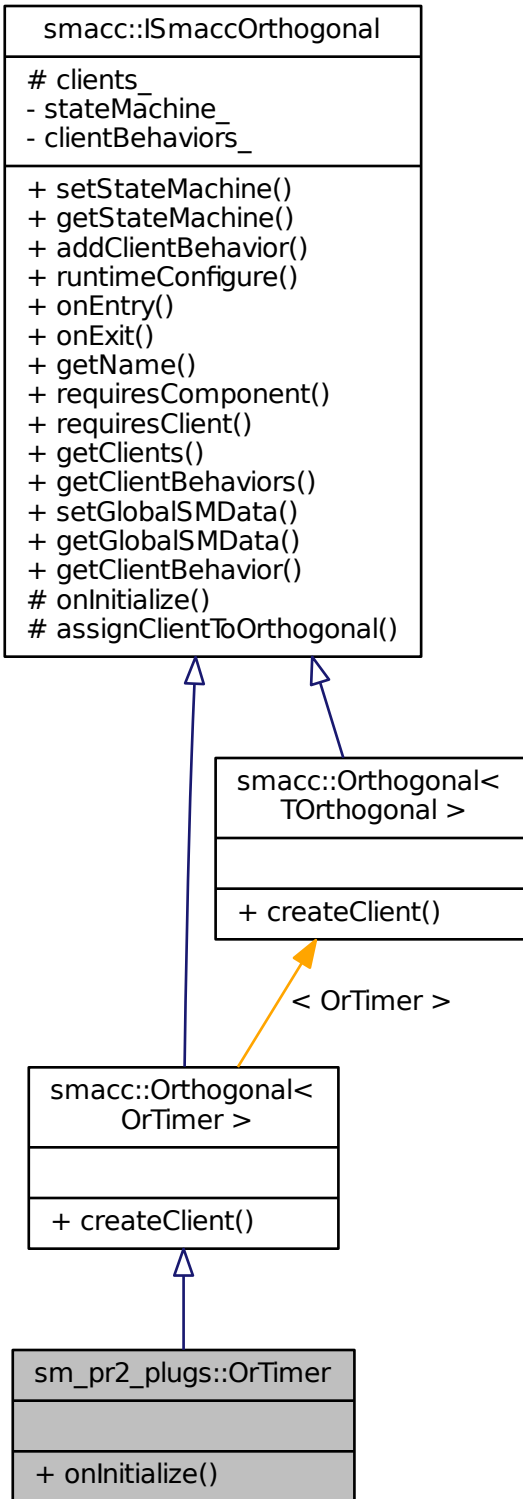 smacc::ISmaccOrthogonal
# clients_
- stateMachine_
- clientBehaviors_
+ setStateMachine()
+ getStateMachine()
+ addClientBehavior()
+ runtimeConfigure()
+ onEntry()
+ onExit()
+ getName()
+ requiresComponent()
+ requiresClient()
+ getClients()
+ getClientBehaviors()
+ setGlobalSMData()
+ getGlobalSMData()
+ getClientBehavior()
# onInitialize()
# assignClientToOrthogonal()
smacc::Orthogonal<
TOrthogonal >
+ createClient()
< OrTimer >
smacc::Orthogonal<
OrTimer >
+ createClient()
sm_pr2_plugs::OrTimer
+ onInitialize()